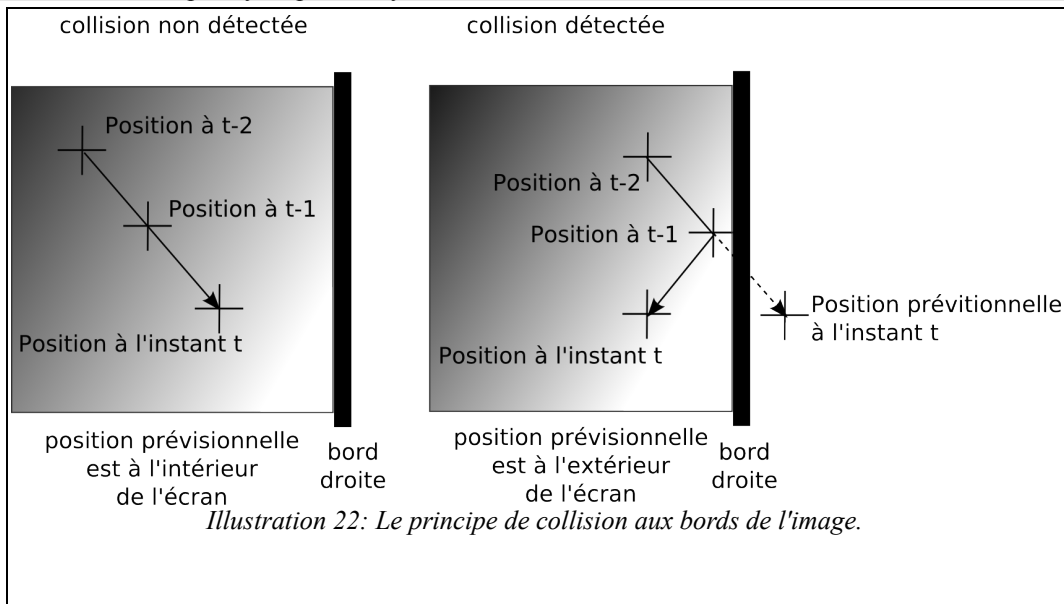 collision non détectée
collision détectée
Position à t-2
Position à t-1
Position à l'instant t
position prévisionnelle
est à l'intérieur
de l'écran
bord
droite
Position à t-2
Position à t-1
Position à l'instant t
Position prévitionnelle
à l'instant t
position prévisionnelle
est à l'extérieur
de l'écran
bord
droite
Illustration 22: Le principe de collision aux bords de l'image.